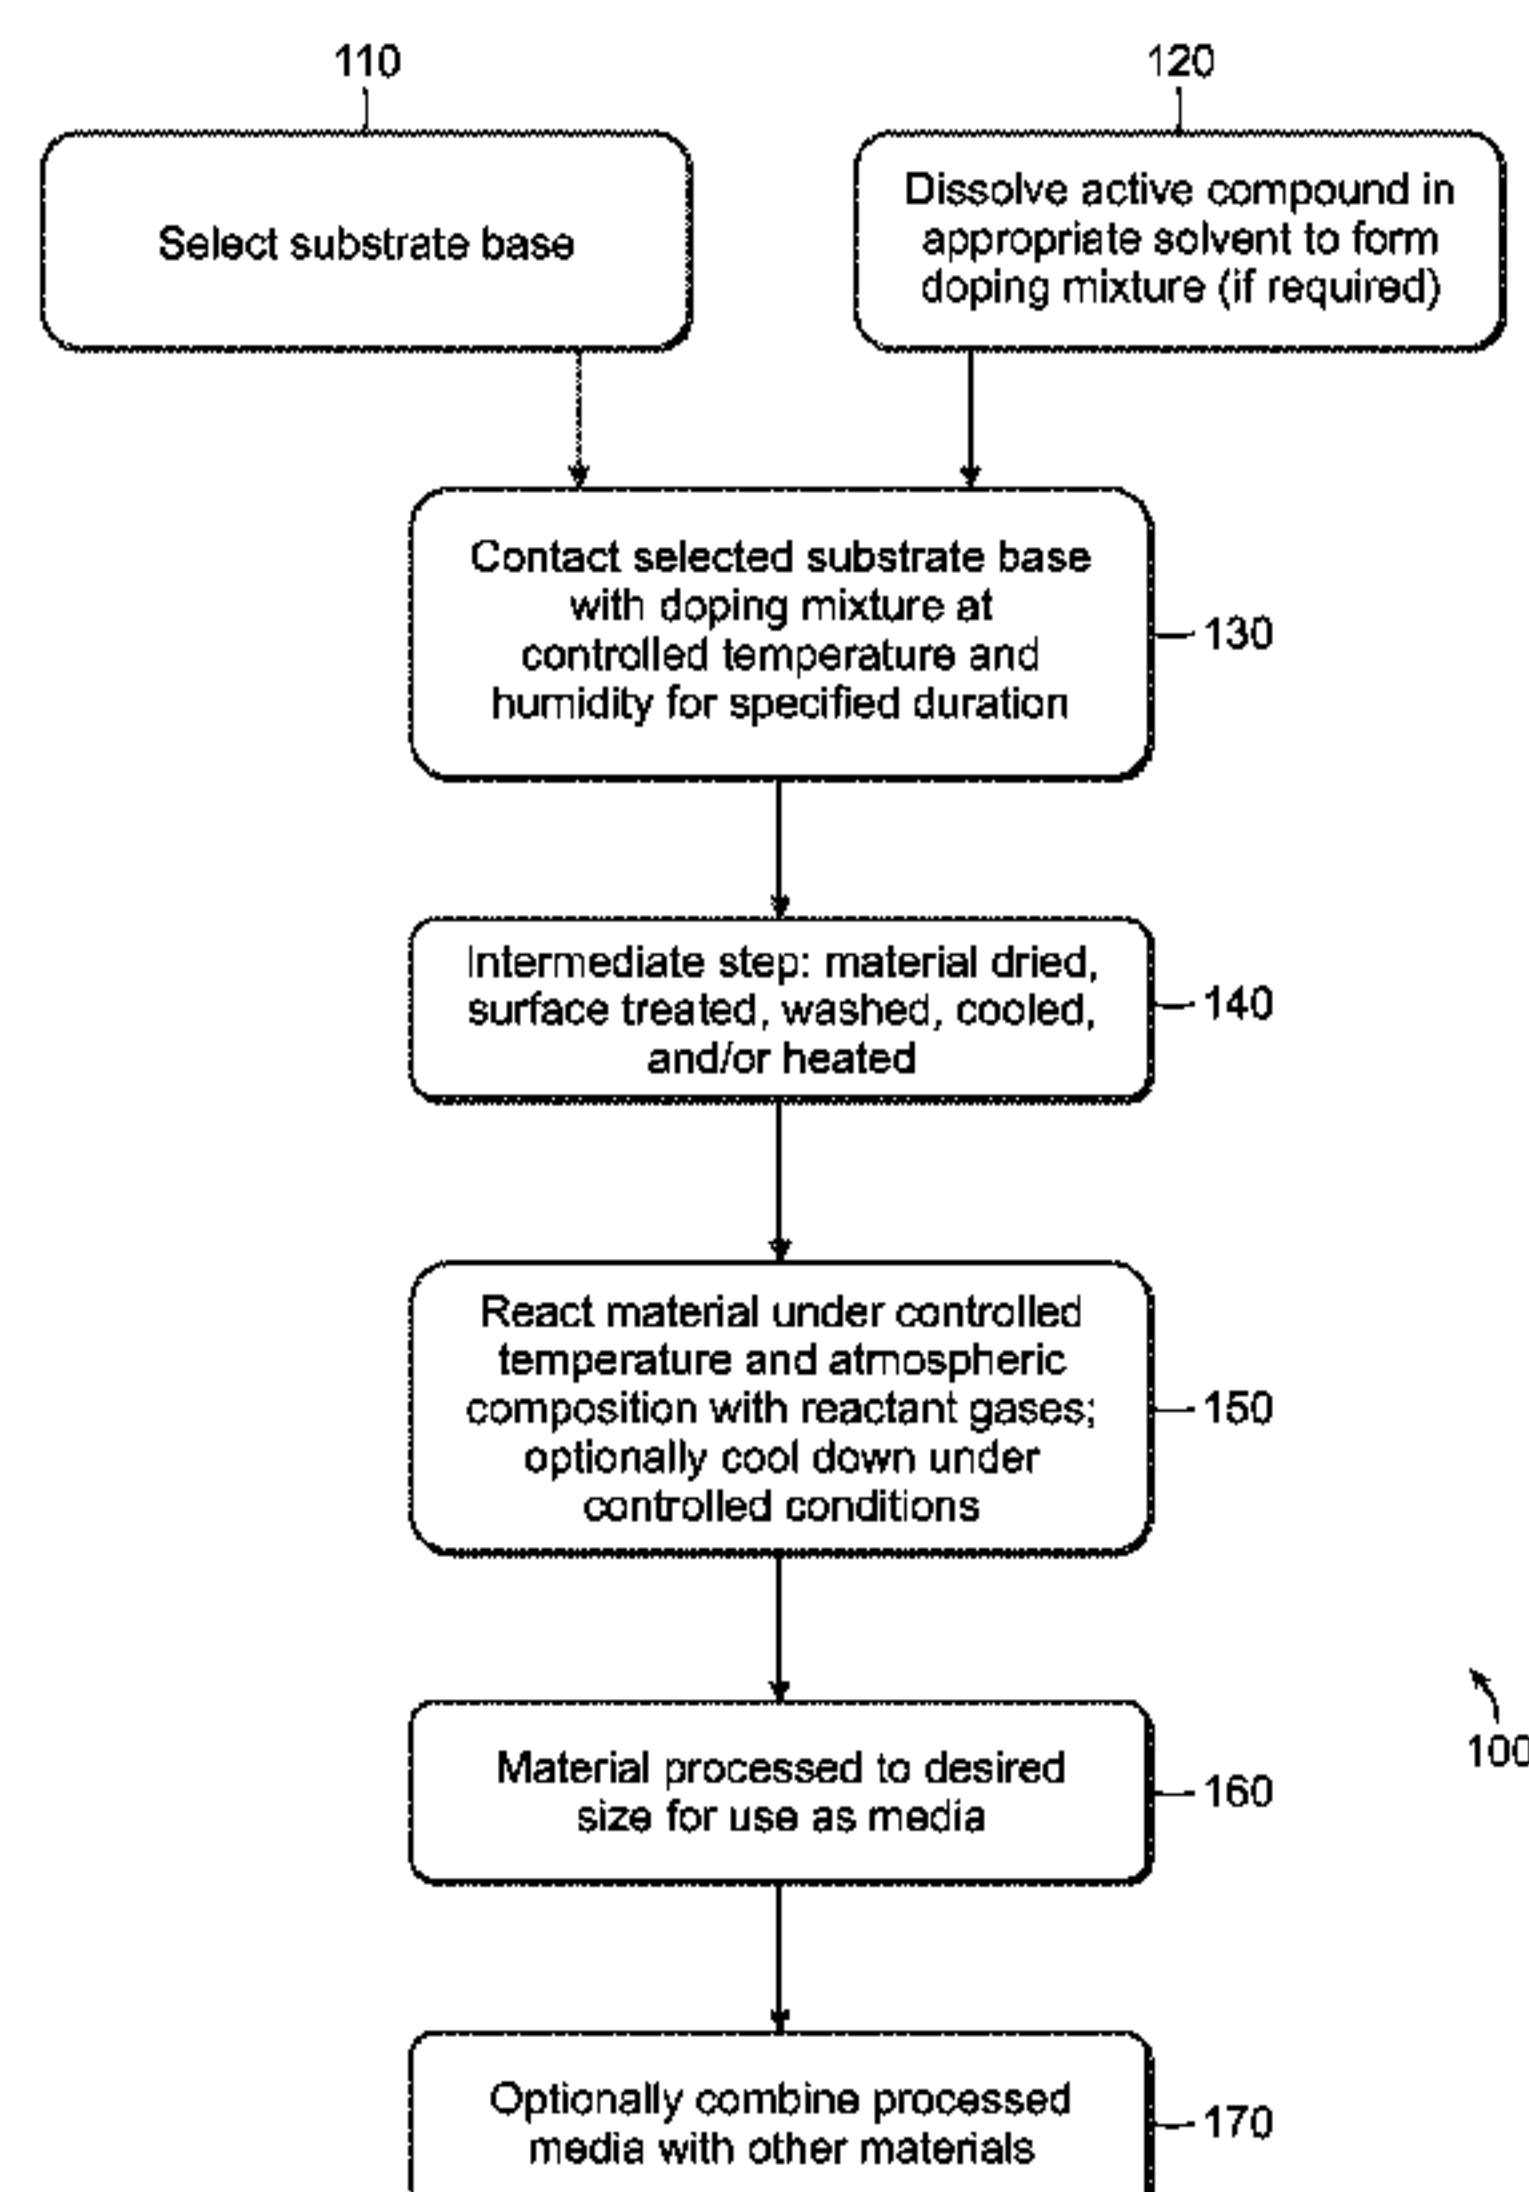 110
120
Select substrate base
Dissolve active compound in
appropriate solvent to form
doping mixture (if required)
Contact selected substrate base
with doping mixture at
controlled temperature and
humidity for specified duration
130
Intermediate step: material dried,
surface treated, washed, cooled,
and/or heated
140
React material under controlled
temperature and atmospheric
composition with reactant gases;
optionally cool down under
controlled conditions
150
Material processed to desired
size for use as media
160
100
Optionally combine processed
media with other materials
170